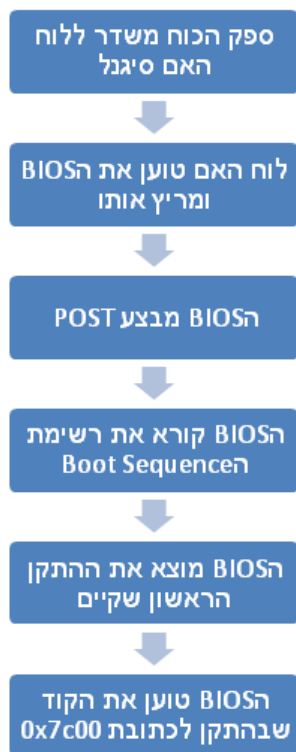 ספק הכוח משדר ללוח
האם סיגנל
לוח האם טוען את הBIOS
ומריץ אותו
הBIOS מבצע POST
הBIOS קורא את רשימת
הBoot Sequence
הBIOS מוצא את ההתקן
הראשון שקיים
הBIOS טוען את הקוד
שבהתקן לכתובת 0x7c00